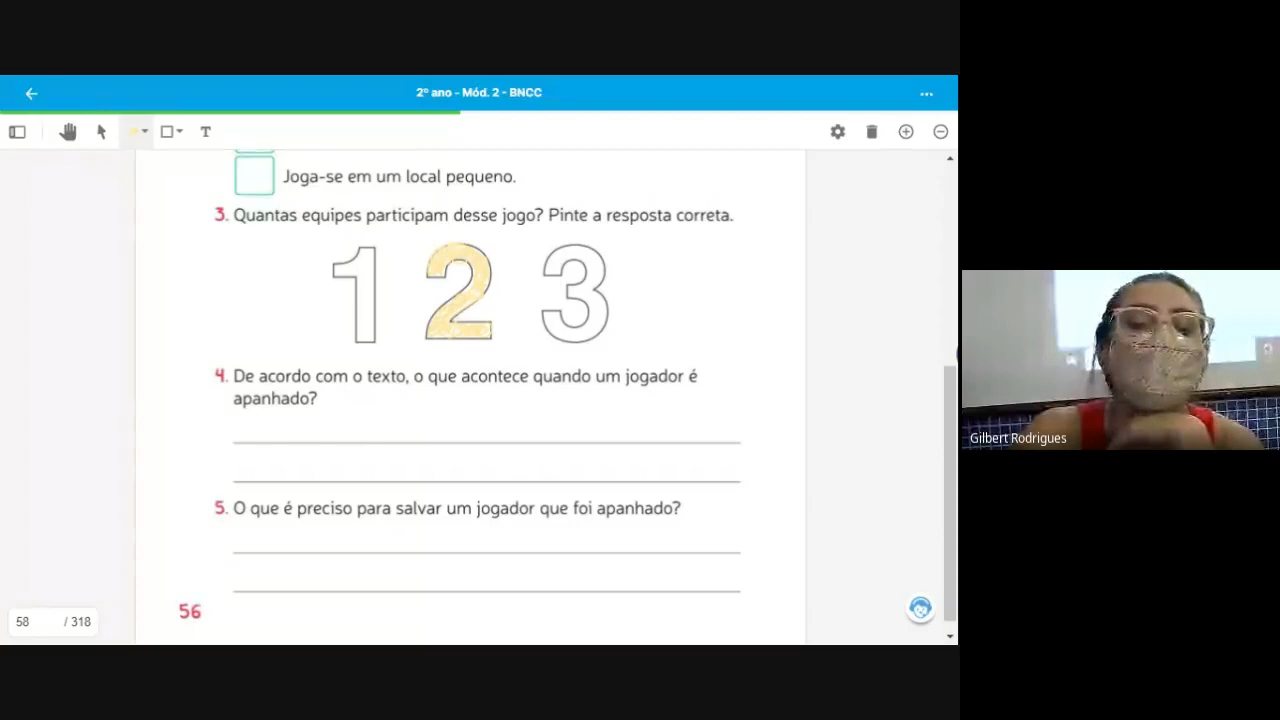 2º ano - Mód. 2 - BNCC
...
T
Joga-se em um local pequeno.
3. Quantas equipes participam desse jogo? Pinte a resposta correta.
1 2 3
4. De acordo com o texto, o que acontece quando um jogador é
apanhado?
5. O que é preciso para salvar um jogador que foi apanhado?
56
58 / 318
Gilbert Rodrigues